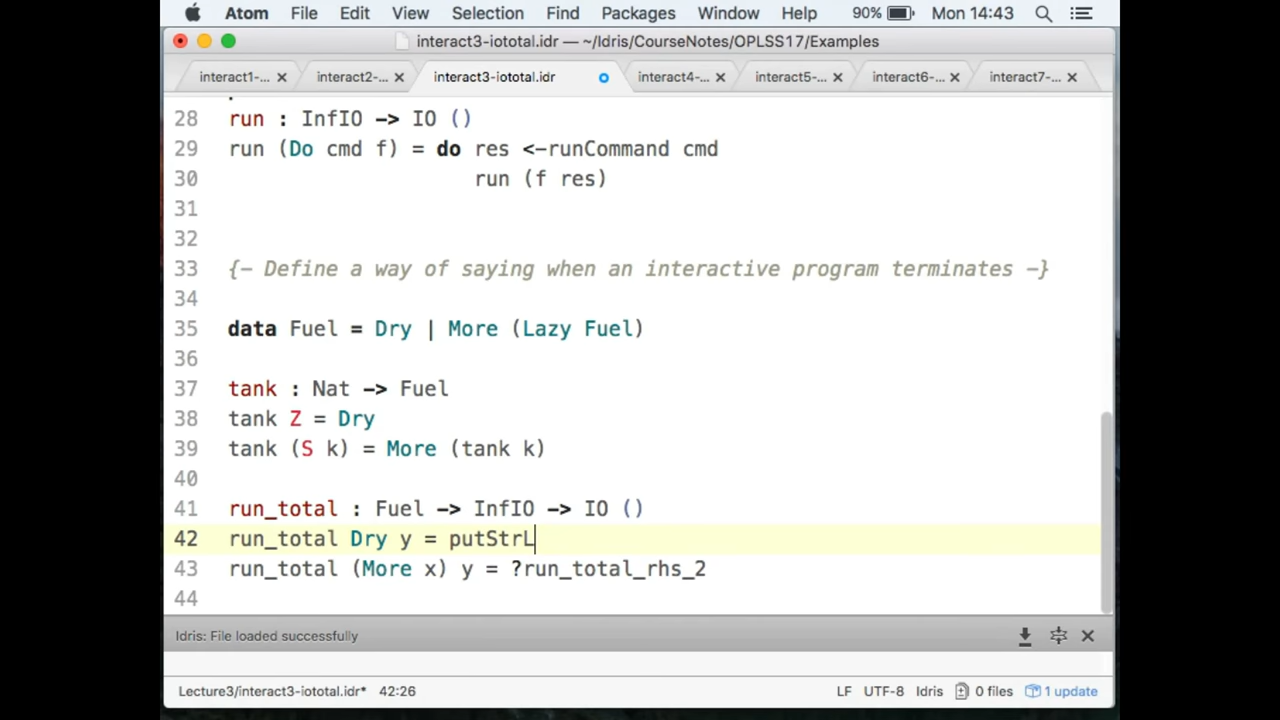 Atom File Edit View Selection Find Packages Window Help 90% Mon 14:43
interact3-iototal.idr — ~/Idris/CourseNotes/OPLSS17/Examples
interact1-... interact2-... interact3-iototal.idr interact4-... interact5-... interact6-... interact7-...
28 run : InfIO -> IO ()
29 run (Do cmd f) = do res <-runCommand cmd
30 run (f res)
31
32
33 {- Define a way of saying when an interactive program terminates -}
34
35 data Fuel = Dry | More (Lazy Fuel)
36
37 tank : Nat -> Fuel
38 tank Z = Dry
39 tank (S k) = More (tank k)
40
41 run_total : Fuel -> InfIO -> IO ()
42 run_total Dry y = putStrL
43 run_total (More x) y = ?run_total_rhs_2
44
Idris: File loaded successfully
Lecture3/interact3-iototal.idr* 42:26 LF UTF-8 Idris 0 files 1 update